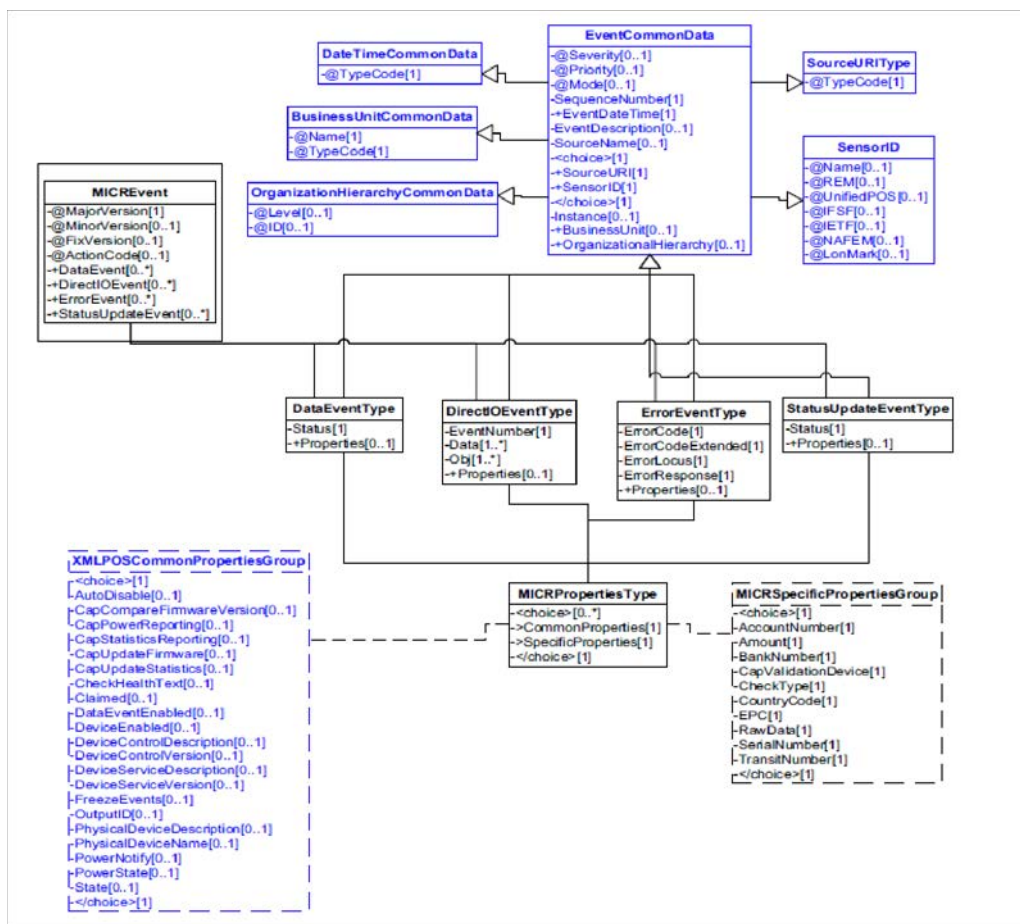 EventCommonData
-@Severity[0..1]
-@Priority[0..1]
-@Mode[0..1]
-SequenceNumber[1]
-+EventDateTime[1]
-EventDescription[0..1]
-SourceName[0..1]
-<choice>[1]
-+SourceURI[1]
-+SensorID[1]
-</choice>[1]
-Instance[0..1]
-+BusinessUnit[0..1]
-+OrganizationalHierarchy[0..1]
DateTimeCommonData
-@TypeCode[1]
SourceURIType
-@TypeCode[1]
BusinessUnitCommonData
-@Name[1]
-@TypeCode[1]
SensorID
-@Name[0..1]
-@REM[0..1]
-@UnifiedPOS[0..1]
-@IFSF[0..1]
-@IETF[0..1]
-@NAFEM[0..1]
-@LonMark[0..1]
OrganizationHierarchyCommonData
-@Level[0..1]
-@ID[0..1]
MICREvent
-@MajorVersion[1]
-@MinorVersion[0..1]
-@FixVersion[0..1]
-@ActionCode[0..1]
-+DataEvent[0..*]
-+DirectIOEvent[0..*]
-+ErrorEvent[0..*]
-+StatusUpdateEvent[0..*]
DataEventType
-Status[1]
-+Properties[0..1]
DirectIOEventType
-EventNumber[1]
-Data[1..*]
-Obj[1..*]
-+Properties[0..1]
ErrorEventType
-ErrorCode[1]
-ErrorCodeExtended[1]
-ErrorLocus[1]
-ErrorResponse[1]
-+Properties[0..1]
StatusUpdateEventType
-Status[1]
-+Properties[0..1]
XMLPOSCommonPropertiesGroup
-<choice>[1]
-AutoDisable[0..1]
-CapCompareFirmwareVersion[0..1]
-CapPowerReporting[0..1]
-CapStatisticsReporting[0..1]
-CapUpdateFirmware[0..1]
-CapUpdateStatistics[0..1]
-CheckHealthText[0..1]
-Claimed[0..1]
-DataEventEnabled[0..1]
-DeviceEnabled[0..1]
-DeviceControlDescription[0..1]
-DeviceControlVersion[0..1]
-DeviceServiceDescription[0..1]
-DeviceServiceVersion[0..1]
-FreezeEvents[0..1]
-OutputID[0..1]
-PhysicalDeviceDescription[0..1]
-PhysicalDeviceName[0..1]
-PowerNotify[0..1]
-PowerState[0..1]
-State[0..1]
-</choice>[1]
MICRPropertiesType
-<choice>[0..*]
->CommonProperties[1]
->SpecificProperties[1]
-</choice>[1]
MICRSpecificPropertiesGroup
-<choice>[1]
-AccountNumber[1]
-Amount[1]
-BankNumber[1]
-CapValidationDevice[1]
-CheckType[1]
-CountryCode[1]
-EPC[1]
-RawData[1]
-SerialNumber[1]
-TransitNumber[1]
-</choice>[1]